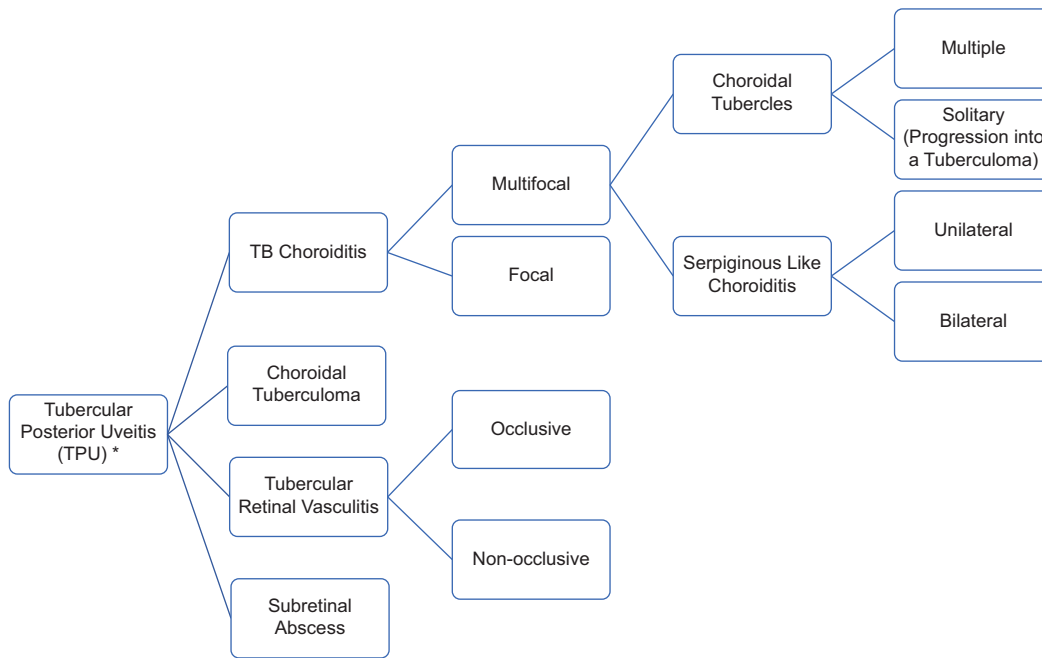 Multiple
Choroidal
Tubercles
Solitary
(Progression into
a Tuberculoma)
Multifocal
TB Choroiditis
Unilateral
Serpiginous Like
Choroiditis
Focal
Bilateral
Choroidal
Tuberculoma
Tubercular
Posterior Uveitis
(TPU) *
Occlusive
Tubercular
Retinal Vasculitis
Non-occlusive
Subretinal
Abscess